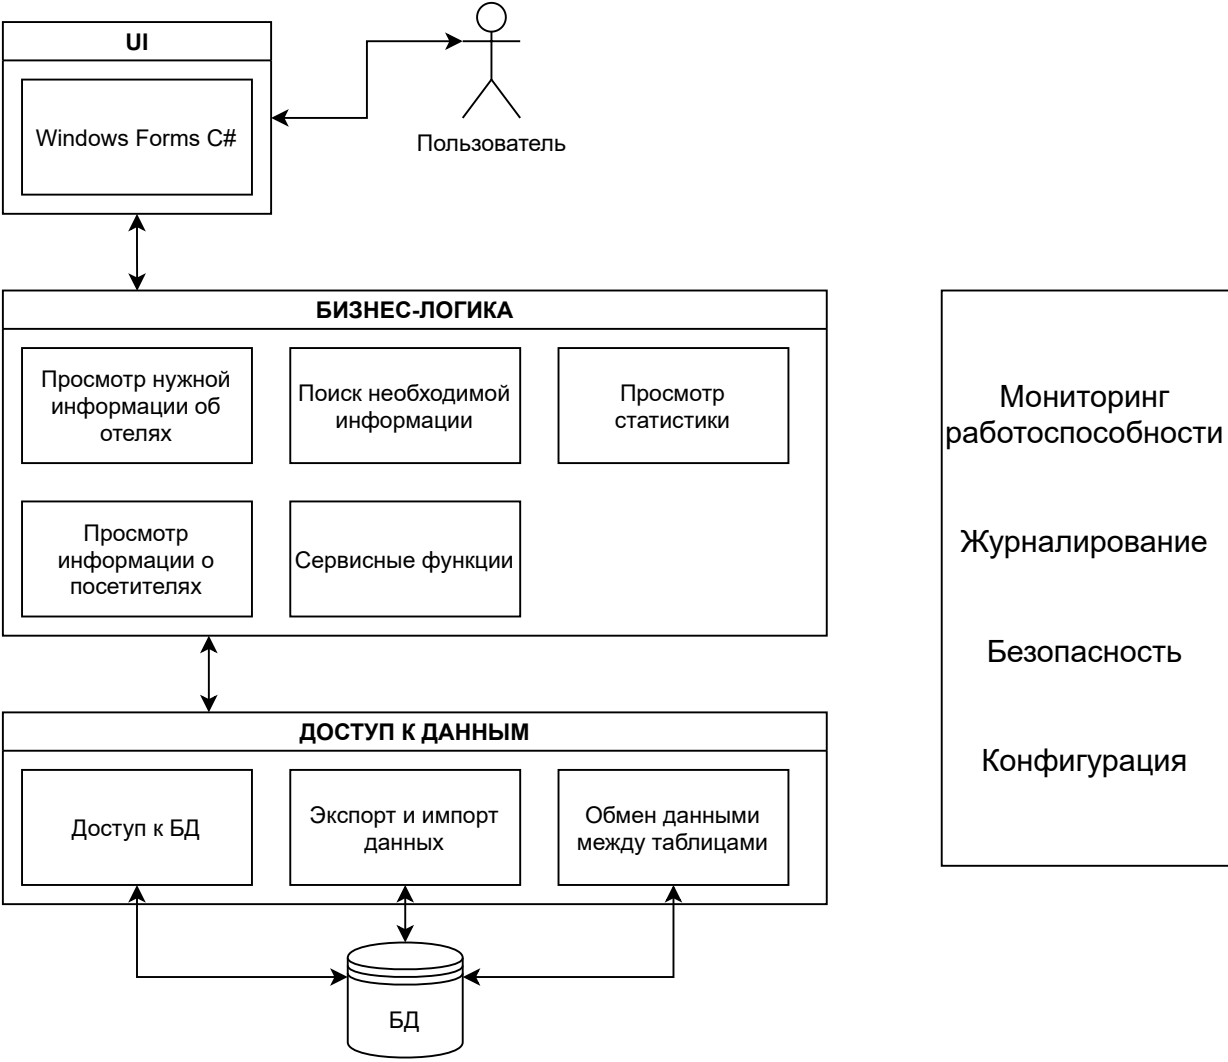 UI
Windows Forms C#
Пользователь
БИЗНЕС-ЛОГИКА
Просмотр нужной
информации об
отелях
Поиск необходимой
информации
Просмотр
статистики
Просмотр
информации о
посетителях
Сервисные функции
ДОСТУП К ДАННЫМ
Доступ к БД
Экспорт и импорт
данных
Обмен данными
между таблицами
БД
Мониторинг
работоспособности
Журналирование
Безопасность
Конфигурация